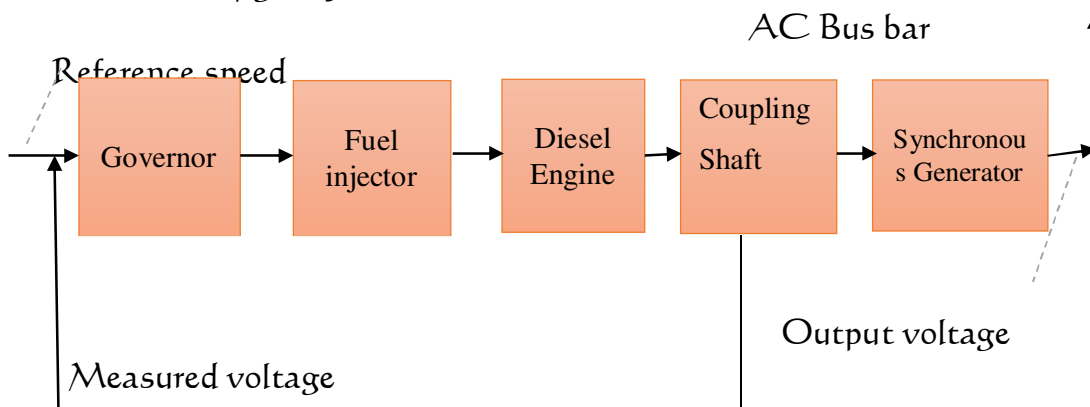 AC Bus bar
Reference speed
Governor
Fuel
injector
Diesel
Engine
Coupling
Shaft
Synchronou
s Generator
Output voltage
Measured voltage